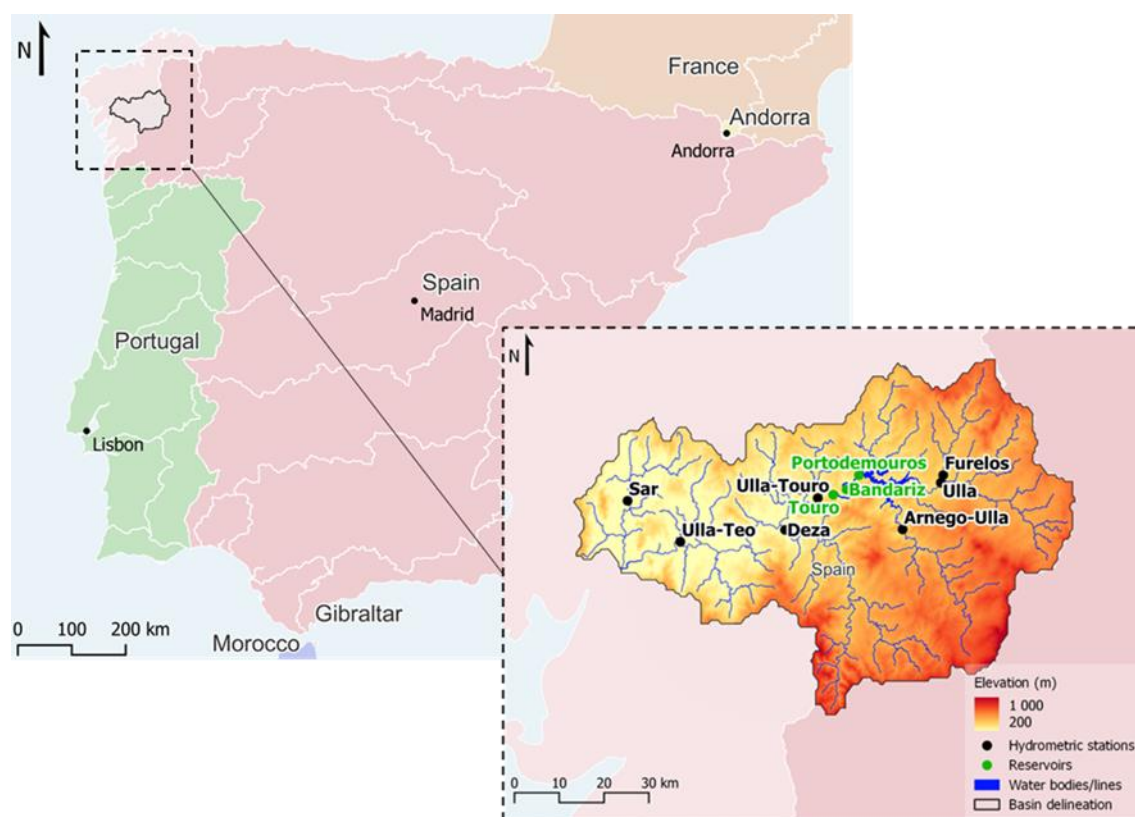 N
France
Andorra
Andorra
Spain
Madrid
Portugal
Lisbon
Gibraltar
Morocco
0 100 200 km
N
Portodemouros
Furelos
Sar
Ulla-Touro
Bandariz
Ulla
Touro
Ulla-Teo
Deza
Arnego-Ulla
Spain
Elevation (m)
1 000
200
Hydrometric stations
Reservoirs
Water bodies/lines
Basin delineation
0 10 20 30 km